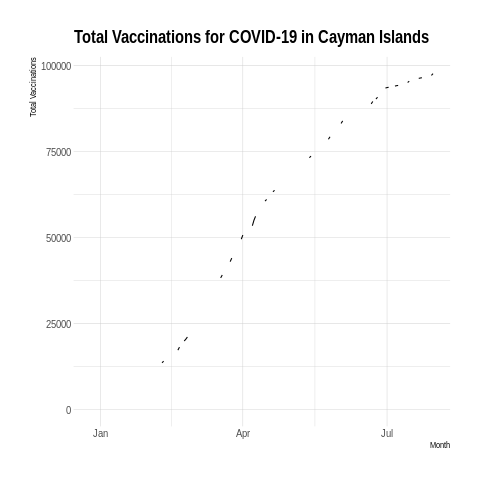 Total Vaccinations for COVID-19 in Cayman Islands
Total Vaccinations
100000
75000
50000
25000
0
Jan Apr Jul
Month